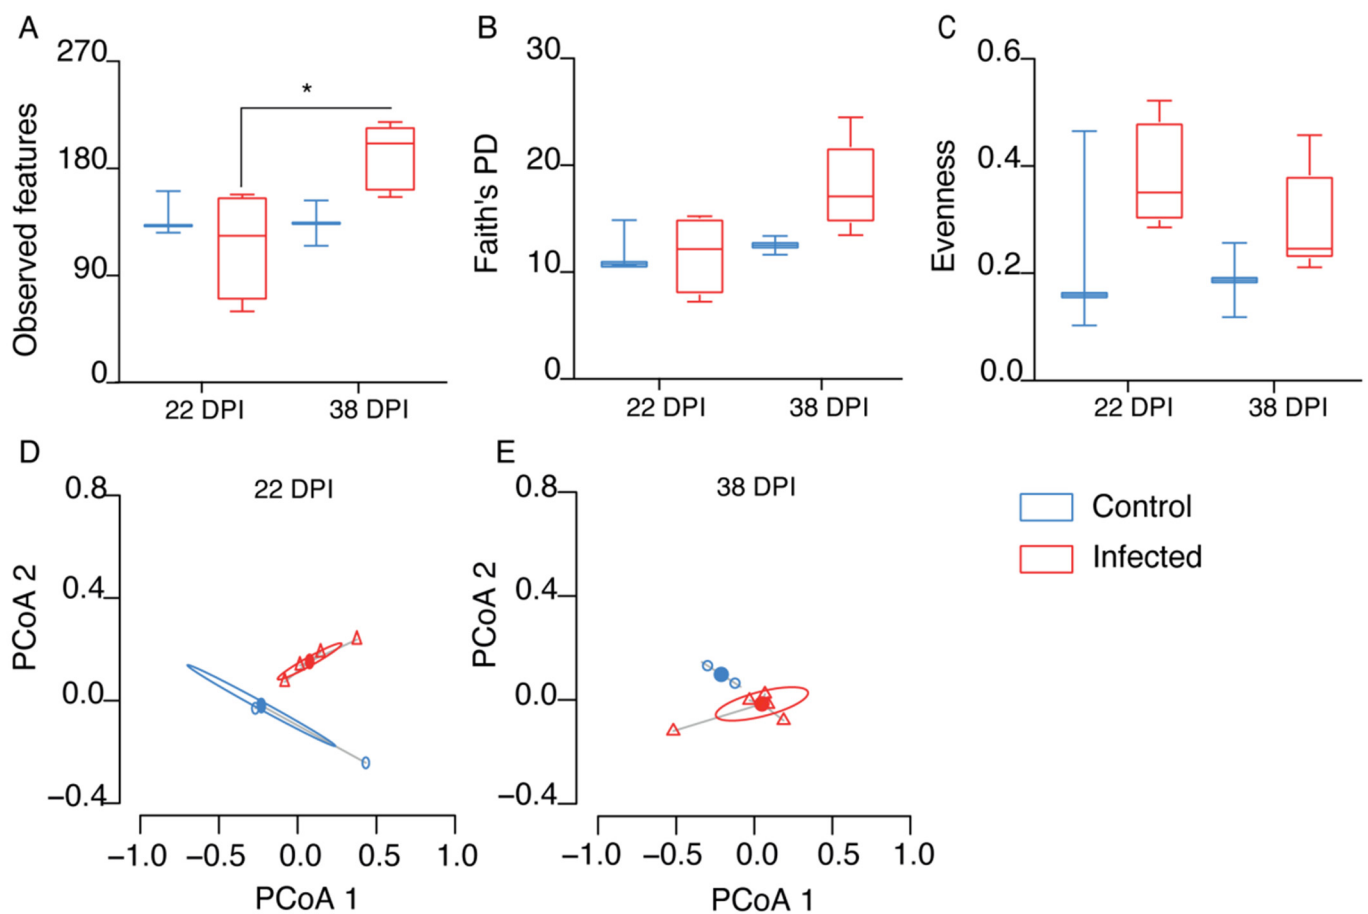 A
270
180
90
0
Observed features
*
22 DPI
38 DPI
B
30
20
10
0
Faith's PD
22 DPI
38 DPI
C
0.6
0.4
0.2
0.0
Evenness
22 DPI
38 DPI
D
22 DPI
0.8
0.4
0.0
−0.4
PCoA 2
−1.0 −0.5 0.0 0.5 1.0
PCoA 1
E
38 DPI
0.8
0.4
0.0
−0.4
PCoA 2
−1.0 −0.5 0.0 0.5 1.0
PCoA 1
Control
Infected